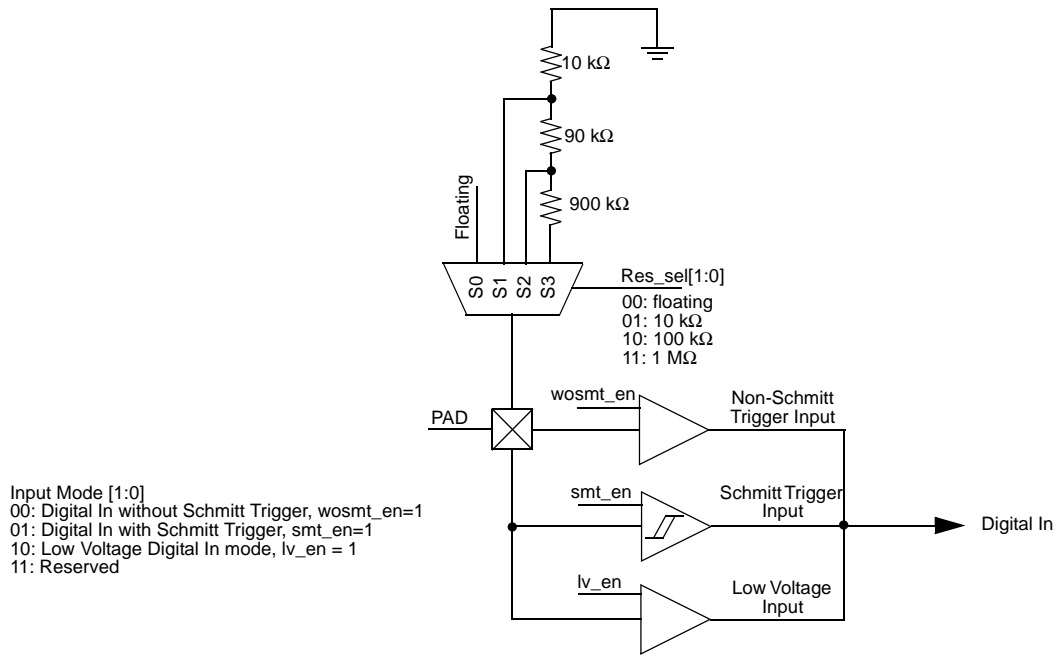 10 kΩ
90 kΩ
900 kΩ
Floating
S0
S1
S2
S3
Res_sel[1:0]
00: floating
01: 10 kΩ
10: 100 kΩ
11: 1 MΩ
PAD
wosmt_en
Non-Schmitt
Trigger Input
Input Mode [1:0]
00: Digital In without Schmitt Trigger, wosmt_en=1
01: Digital In with Schmitt Trigger, smt_en=1
10: Low Voltage Digital In mode, lv_en = 1
11: Reserved
smt_en
Schmitt Trigger
Input
Digital In
lv_en
Low Voltage
Input